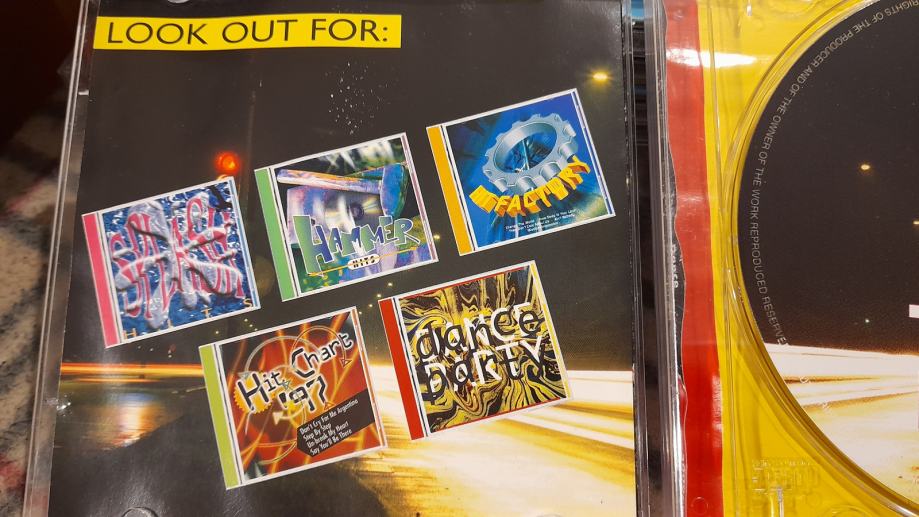 LOOK OUT FOR:
SMASH
HITS
HAMMER
HITS
HIT FACTORY
Hit Chart
'97
Don't Cry For Me Argentina
Step By Step
Un-break My Heart
Say You'll Be There
dance
party
RIGHTS OF THE PRODUCER AND OF THE OWNER OF THE WORK REPRODUCED RESERVED